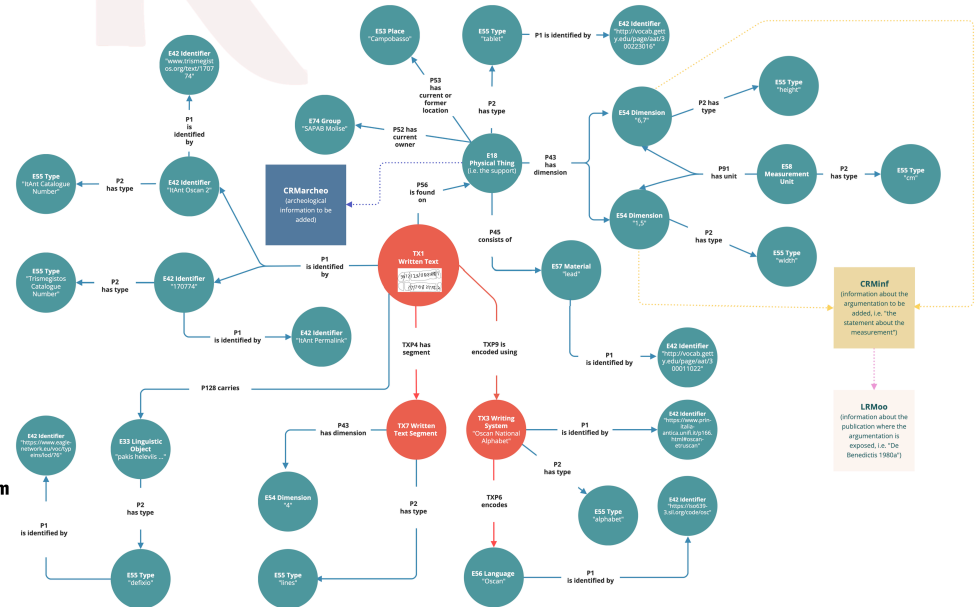 E53 Place
"Campobasso"
E55 Type
"tablet"
P1 is identified by
E42 Identifier
"http://vocab.gett
y.edu/page/aat/3
00223016"
E42 Identifier
"www.trismegist
os.org/text/1707
74"
P53
has
current or
former
location
P2
has type
E54 Dimension
"6,7"
P2 has
type
E55 Type
"height"
P1
is
identified
by
E74 Group
"SAPAB Molise"
P52 has
current
owner
E18
Physical Thing
(i.e. the support)
P43
has
dimension
P91
has unit
E58
Measurement
Unit
P2
has type
E55 Type
"cm"
E55 Type
"ItAnt Catalogue
Number"
P2
has type
E42 Identifier
"ItAnt Oscan 2"
CRMarcheo
(archeological
information to be
added)
P56
is found
on
E54 Dimension
"1,5"
P2
has type
E55 Type
"width"
P45
consists of
TX1
Written Text
P1
is identified
by
E57 Material
"lead"
E55 Type
"Trismegistos
Catalogue
Number"
P2
has type
E42 Identifier
"170774"
CRMinf
(information about the
argumentation to be
added, i.e. "the
statement about the
measurement")
P1
is identified by
E42 Identifier
"ItAnt Permalink"
TXP4 has
segment
TXP9 is
encoded using
P1
is identified by
E42 Identifier
"http://vocab.gett
y.edu/page/aat/3
00011022"
P128 carries
LRMoo
(information about the
publication where the
argumentation is
exposed, i.e. "De
Benedictis 1980a")
E42 Identifier
"https://www.eagle-
network.eu/voc/typ
eins/lod/76"
E33 Linguistic
Object
"pakis heleviis ..."
P43
has dimension
TX7 Written
Text Segment
TX3 Writing
System
"Oscan National
Alphabet"
P1
is identified by
E42 Identifier
P2
has type
E54 Dimension
"4"
P2
has type
TXP6
encodes
P2
has type
E55 Type
"alphabet"
E42 Identifier
"https://iso639-
3.sil.org/code/osc"
m
P1
is identified by
E55 Type
"defixio"
E55 Type
"lines"
E56 Language
"Oscan"
P1
is identified by